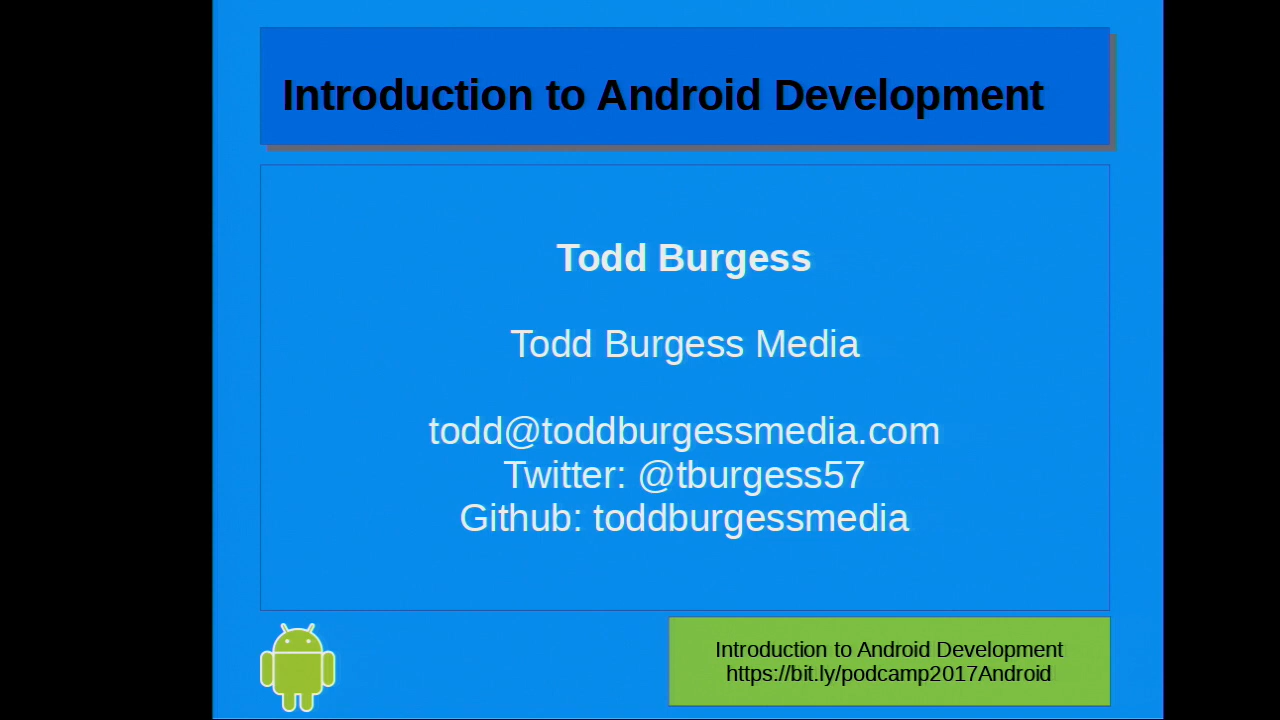 Introduction to Android Development
Todd Burgess
Todd Burgess Media
todd@toddburgessmedia.com
Twitter: @tburgess57
Github: toddburgessmedia
Introduction to Android Development
https://bit.ly/podcamp2017Android